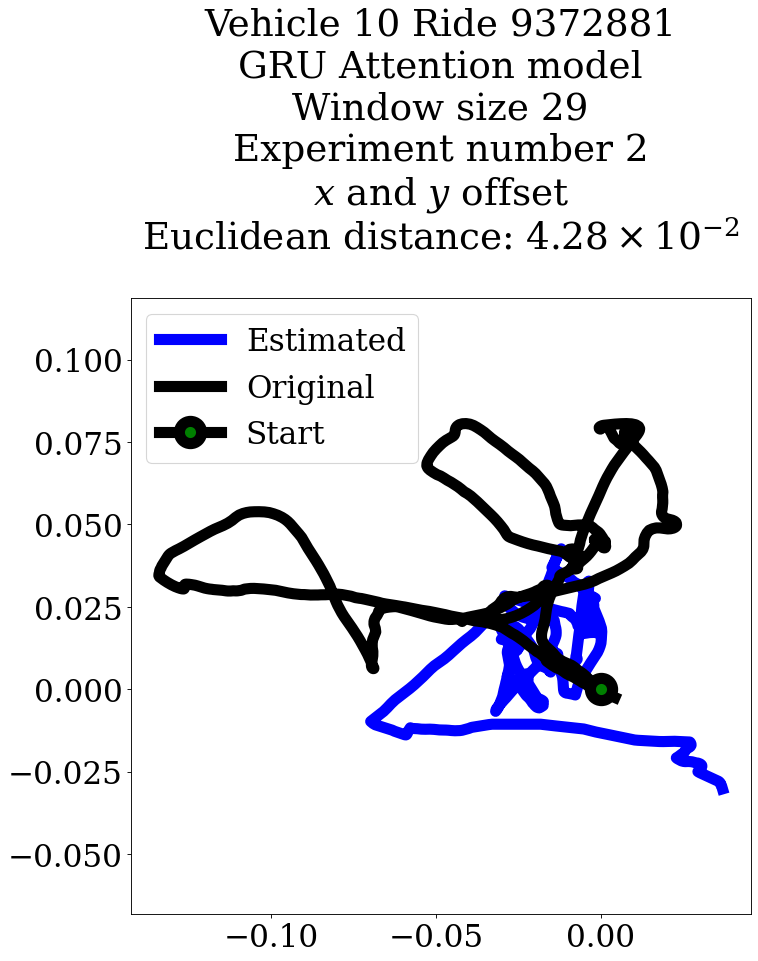 Vehicle 10 Ride 9372881
GRU Attention model
Window size 29
Experiment number 2
x and y offset
Euclidean distance: 4.28 × 10⁻²
Estimated
Original
Start
0.100
0.075
0.050
0.025
0.000
−0.025
−0.050
−0.10
−0.05
0.00